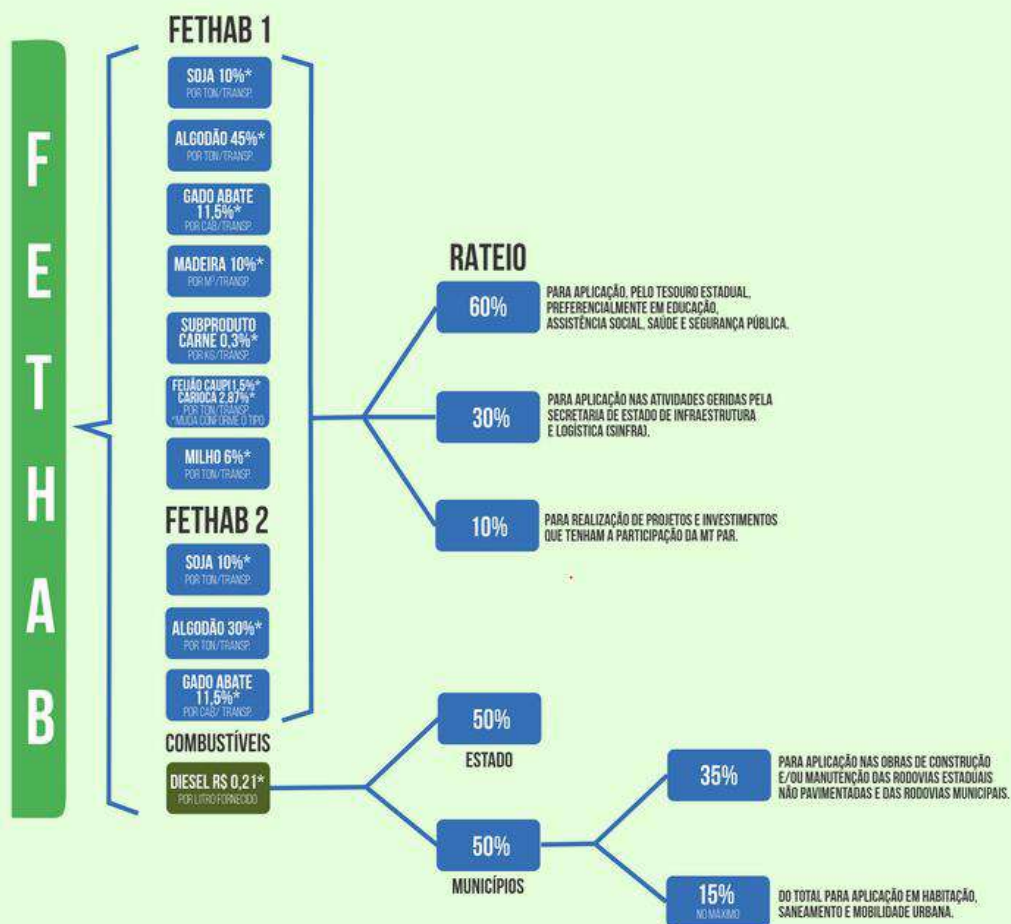 FETHAB
FETHAB 1
SOJA 10%*
POR TON/TRANSP.
ALGODÃO 45%*
POR TON/TRANSP.
GADO ABATE
11,5%*
POR CAB/TRANSP.
MADEIRA 10%*
POR M³/TRANSP.
SUBPRODUTO
CARNE 0,3%*
POR KG/TRANSP.
FEIJÃO CAUPI 1,5%*
CARIOCA 2,87%*
POR TON/TRANSP.
*MUDA CONFORME O TIPO
MILHO 6%*
POR TON/TRANSP.
FETHAB 2
SOJA 10%*
POR TON/TRANSP.
ALGODÃO 30%*
POR TON/TRANSP.
GADO ABATE
11,5%*
POR CAB/ TRANSP.
COMBUSTÍVEIS
DIESEL R$ 0,21*
POR LITRO FORNECIDO
RATEIO
60%
PARA APLICAÇÃO, PELO TESOURO ESTADUAL,
PREFERENCIALMENTE EM EDUCAÇÃO,
ASSISTÊNCIA SOCIAL, SAÚDE E SEGURANÇA PÚBLICA.
30%
PARA APLICAÇÃO NAS ATIVIDADES GERIDAS PELA
SECRETARIA DE ESTADO DE INFRAESTRUTURA
E LOGÍSTICA (SINFRA).
10%
PARA REALIZAÇÃO DE PROJETOS E INVESTIMENTOS
QUE TENHAM A PARTICIPAÇÃO DA MT PAR.
50%
ESTADO
50%
MUNICÍPIOS
35%
PARA APLICAÇÃO NAS OBRAS DE CONSTRUÇÃO
E/OU MANUTENÇÃO DAS RODOVIAS ESTADUAIS
NÃO PAVIMENTADAS E DAS RODOVIAS MUNICIPAIS.
15%
NO MÁXIMO
DO TOTAL PARA APLICAÇÃO EM HABITAÇÃO,
SANEAMENTO E MOBILIDADE URBANA.